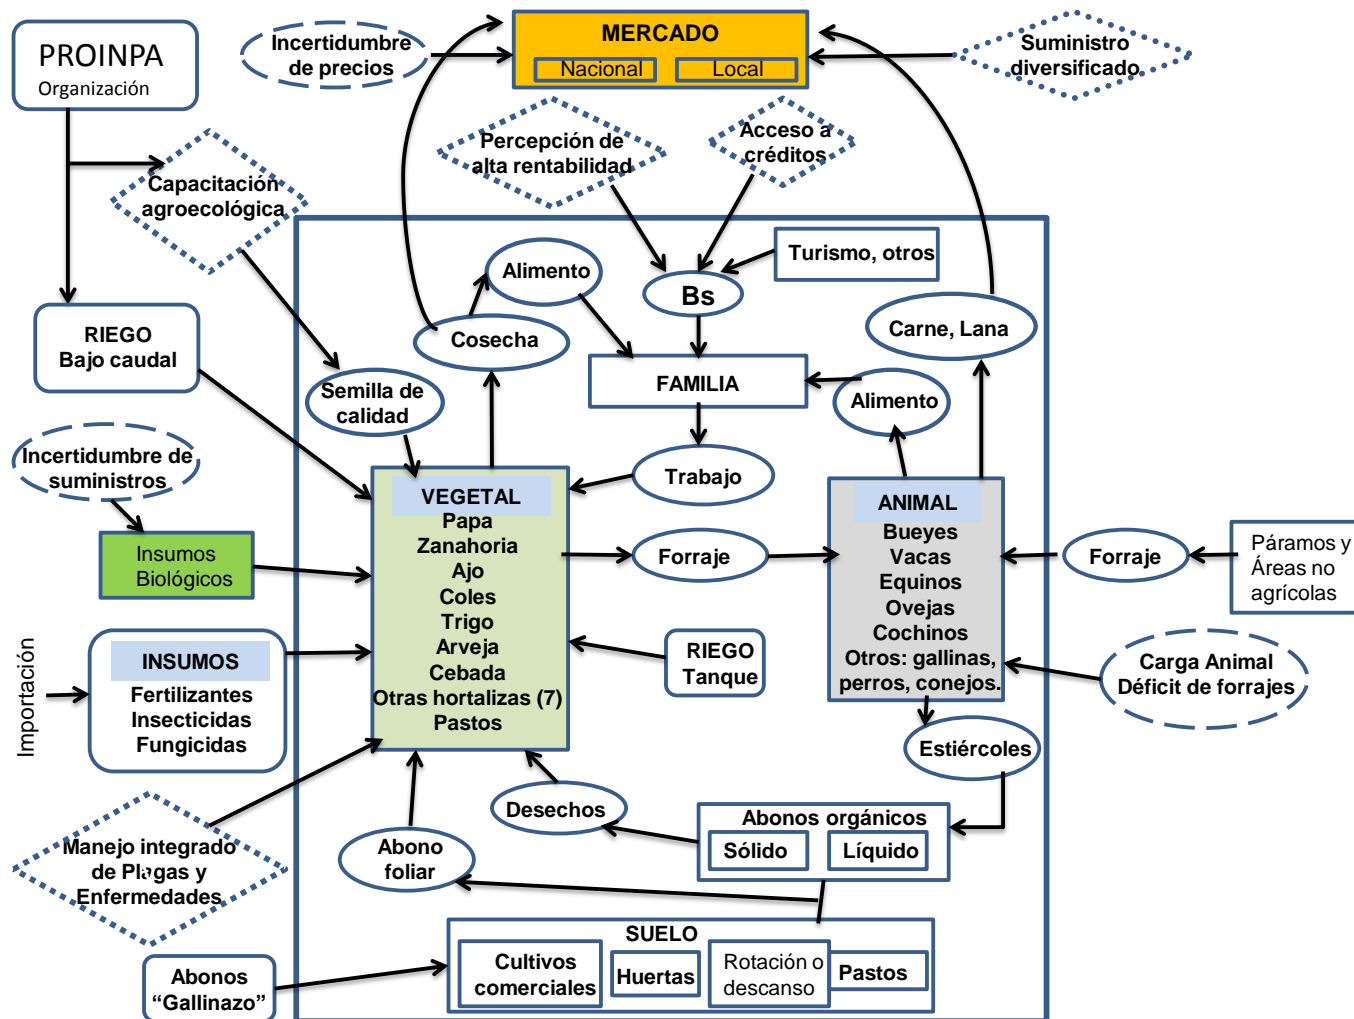 PROINPA
Organización
Incertidumbre
de precios
MERCADO
Nacional
Local
Suministro
diversificado
Percepción de
alta rentabilidad
Acceso a
créditos
Capacitación
agroecológica
Alimento
Bs
Turismo, otros
RIEGO
Bajo caudal
Cosecha
Carne, Lana
FAMILIA
Semilla de
calidad
Alimento
Incertidumbre de
suministros
Trabajo
VEGETAL
Papa
Zanahoria
Ajo
Coles
Trigo
Arveja
Cebada
Otras hortalizas (7)
Pastos
ANIMAL
Bueyes
Vacas
Equinos
Ovejas
Cochinos
Otros: gallinas,
perros, conejos.
Insumos
Biológicos
Forraje
Forraje
Páramos y
Áreas no
agrícolas
Importación
INSUMOS
Fertilizantes
Insecticidas
Fungicidas
RIEGO
Tanque
Carga Animal
Déficit de forrajes
Estiércoles
Desechos
Abonos orgánicos
Sólido
Líquido
Manejo integrado
de Plagas y
Enfermedades
Abono
foliar
SUELO
Cultivos
comerciales
Huertas
Rotación o
descanso
Pastos
Abonos
“Gallinazo”